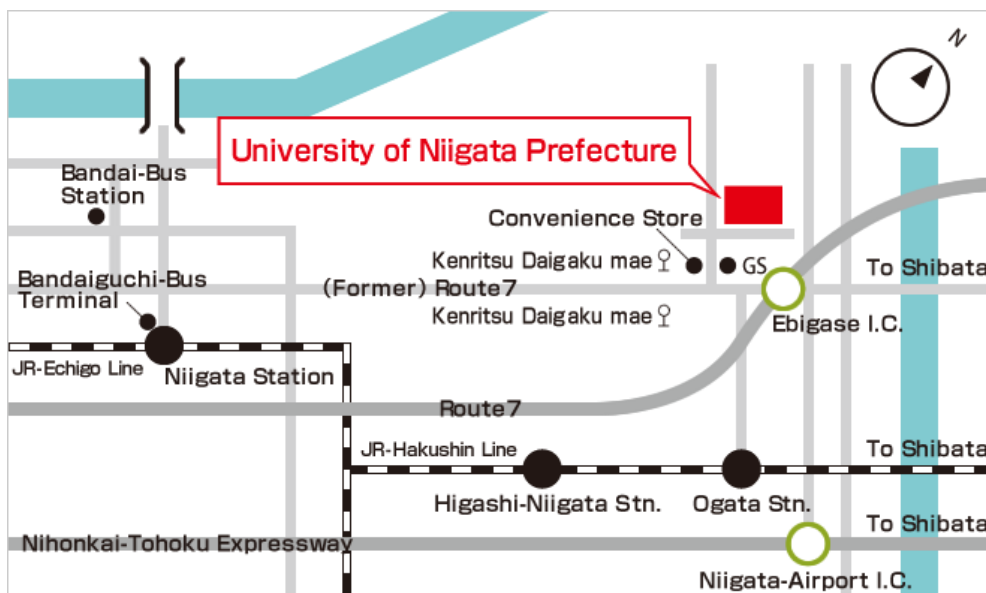 N
University of Niigata Prefecture
Bandai-Bus
Station
Convenience Store
Kenritsu Daigaku mae
GS
To Shibata
Bandaiguchi-Bus
Terminal
(Former) Route7
Kenritsu Daigaku mae
Ebigase I.C.
JR-Echigo Line
Niigata Station
Route7
JR-Hakushin Line
To Shibata
Higashi-Niigata Stn.
Ogata Stn.
To Shibata
Nihonkai-Tohoku Expressway
Niigata-Airport I.C.